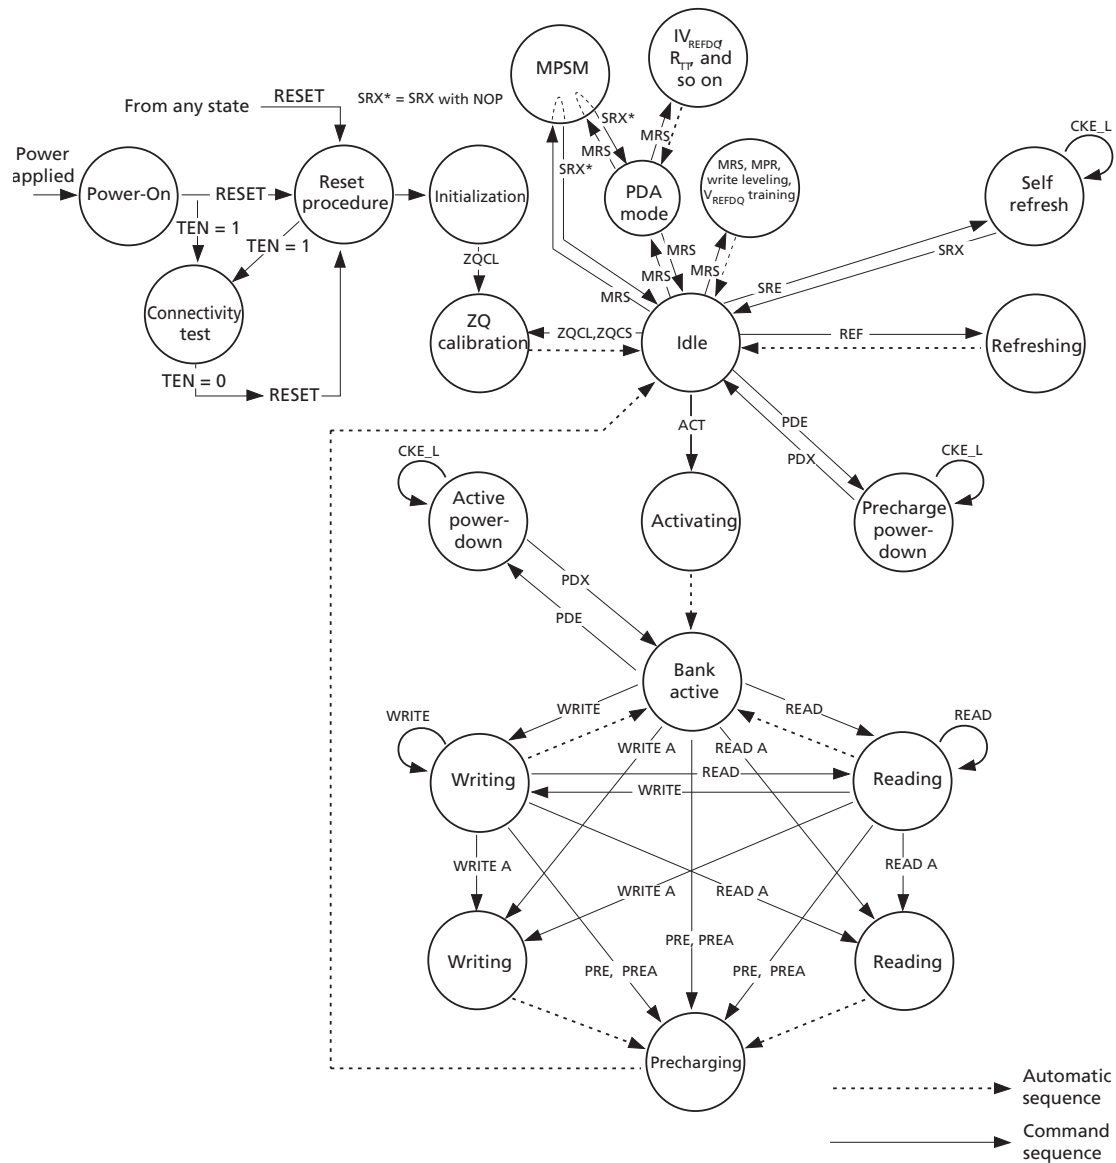 IV REFDQ,
R TT, and
so on
MPSM
From any state
RESET
SRX* = SRX with NOP
SRX*
MRS
MRS
CKE_L
Power
applied
Power-On
RESET
Reset
procedure
Initialization
SRX*
PDA
mode
MRS, MPR,
write leveling,
V REFDQ training
Self
refresh
TEN = 1
TEN = 1
ZQCL
MRS
MRS
MRS
SRX
SRE
MRS
Connectivity
test
ZQ
calibration
ZQCL,ZQCS
Idle
REF
Refreshing
TEN = 0
RESET
ACT
PDE
PDX
CKE_L
CKE_L
Active
power-
down
Activating
Precharge
power-
down
PDX
PDE
Bank
active
WRITE
WRITE
READ
READ
WRITE A
READ A
Writing
READ
WRITE
Reading
WRITE A
READ A
WRITE A
READ A
PRE, PREA
Writing
Reading
PRE, PREA
PRE, PREA
Precharging
Automatic
sequence
Command
sequence